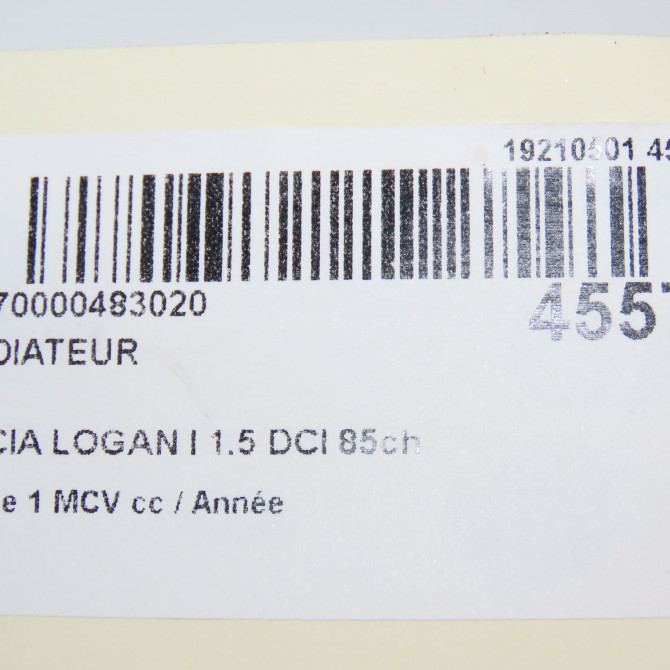 19210501 45
70000483020
4557
DIATEUR
CIA LOGAN I 1.5 DCI 85ch
e 1 MCV cc / Année